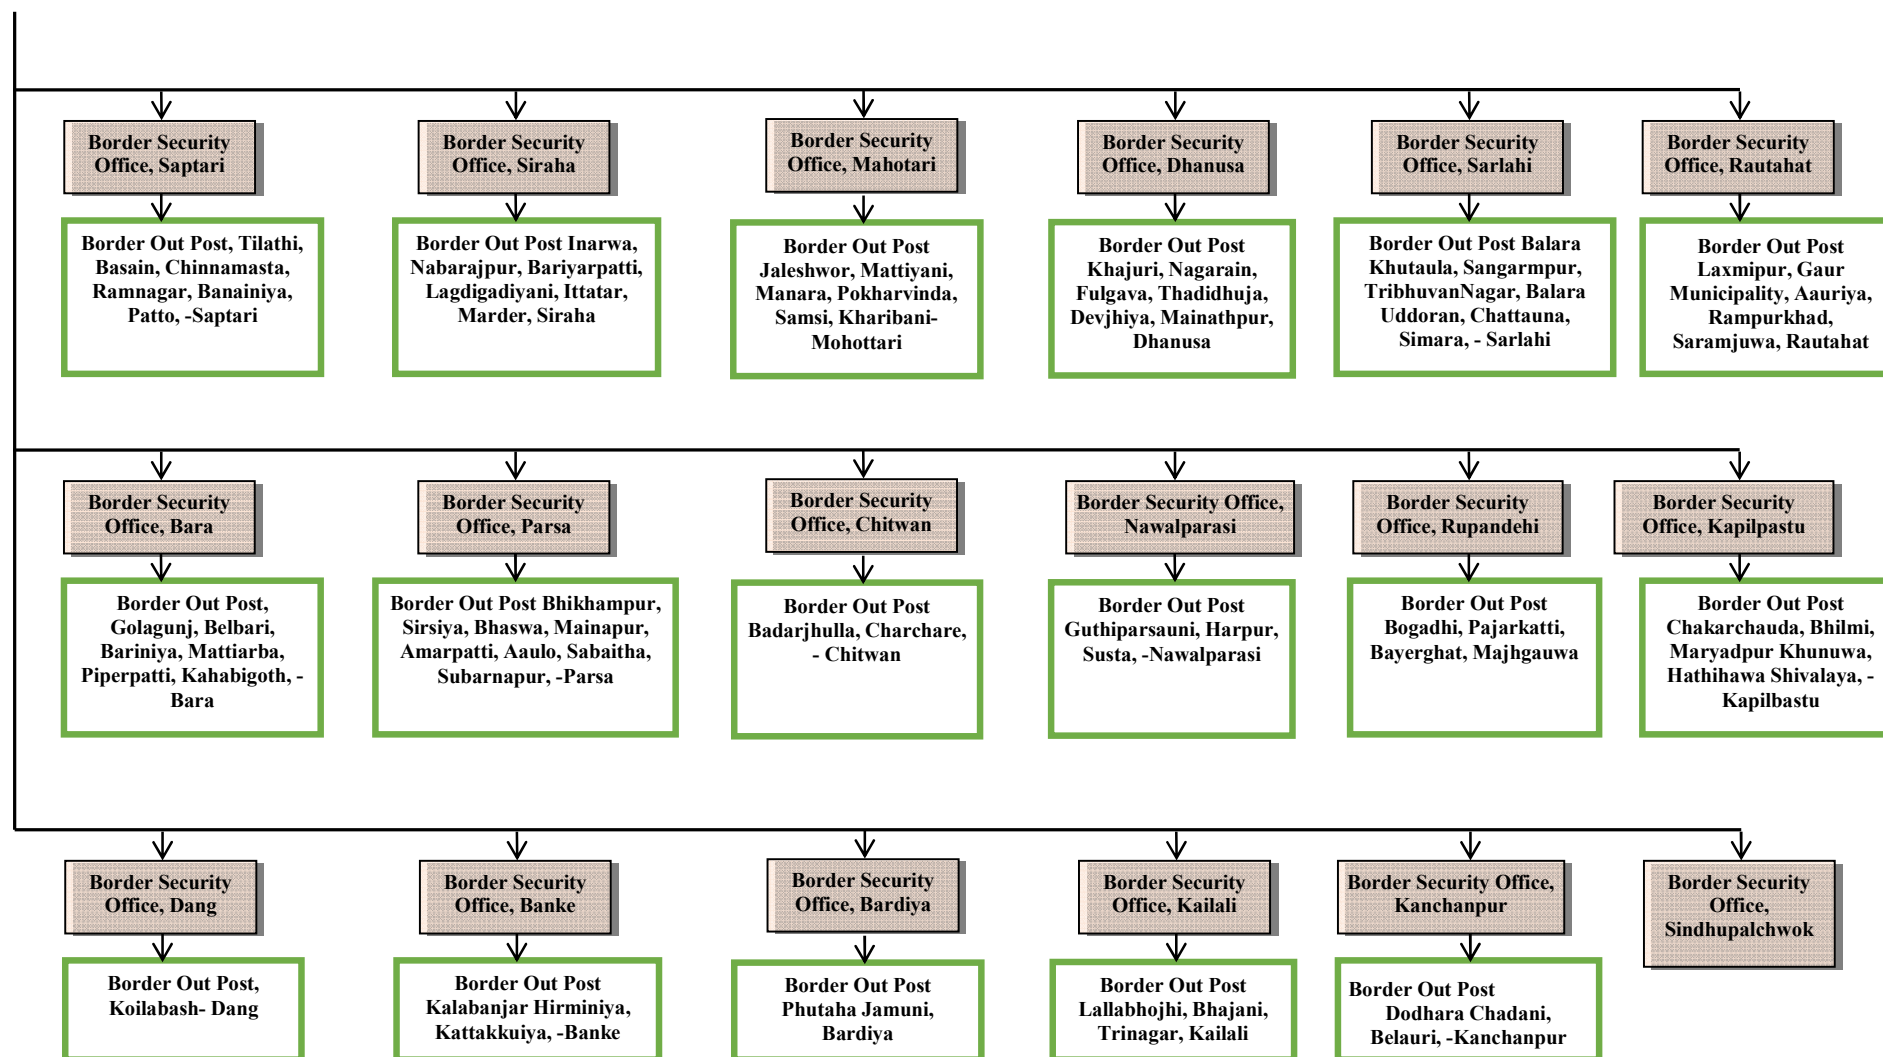 Border Security
Office, Saptari
Border Security
Office, Siraha
Border Security
Office, Mahotari
Border Security
Office, Dhanusa
Border Security
Office, Sarlahi
Border Security
Office, Rautahat
Border Out Post, Tilathi,
Basain, Chinnamasta,
Ramnagar, Banainiya,
Patto, -Saptari
Border Out Post Inarwa,
Nabarajpur, Bariyarpatti,
Lagdigadiyani, Ittatar,
Marder, Siraha
Border Out Post
Jaleshwor, Mattiyani,
Manara, Pokharvinda,
Samsi, Kharibani-
Mohottari
Border Out Post
Khajuri, Nagarain,
Fulgava, Thadidhuja,
Devjhiya, Mainathpur,
Dhanusa
Border Out Post Balara
Khutaula, Sangarmpur,
TribhuvanNagar, Balara
Uddoran, Chattauna,
Simara, - Sarlahi
Border Out Post
Laxmipur, Gaur
Municipality, Aauriya,
Rampurkhad,
Saramjuwa, Rautahat
Border Security
Office, Bara
Border Security
Office, Parsa
Border Security
Office, Chitwan
Border Security Office,
Nawalparasi
Border Security
Office, Rupandehi
Border Security
Office, Kapilpastu
Border Out Post,
Golagunj, Belbari,
Bariniya, Mattiarba,
Piperpatti, Kahabigoth, -
Bara
Border Out Post Bhikhampur,
Sirsiya, Bhaswa, Mainapur,
Amarpatti, Aaulo, Sabaitha,
Subarnapur, -Parsa
Border Out Post
Badarjhulla, Charchare,
- Chitwan
Border Out Post
Guthiparsauni, Harpur,
Susta, -Nawalparasi
Border Out Post
Bogadhi, Pajarkatti,
Bayerghat, Majhgauwa
Border Out Post
Chakarchauda, Bhilmi,
Maryadpur Khunuwa,
Hathihawa Shivalaya, -
Kapilbastu
Border Security
Office, Dang
Border Security
Office, Banke
Border Security
Office, Bardiya
Border Security
Office, Kailali
Border Security Office,
Kanchanpur
Border Security
Office,
Sindhupalchwok
Border Out Post,
Koilabash- Dang
Border Out Post
Kalabanjar Hirminiya,
Kattakkuiya, -Banke
Border Out Post
Phutaha Jamuni,
Bardiya
Border Out Post
Lallabhojhi, Bhajani,
Trinagar, Kailali
Border Out Post
Dodhara Chadani,
Belauri, -Kanchanpur